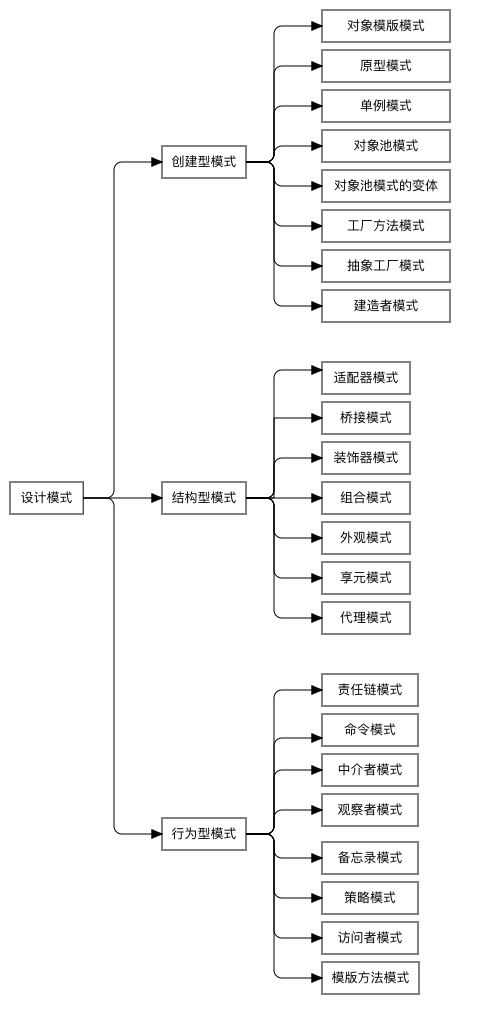 设计模式
创建型模式
对象模版模式
原型模式
单例模式
对象池模式
对象池模式的变体
工厂方法模式
抽象工厂模式
建造者模式
结构型模式
适配器模式
桥接模式
装饰器模式
组合模式
外观模式
享元模式
代理模式
行为型模式
责任链模式
命令模式
中介者模式
观察者模式
备忘录模式
策略模式
访问者模式
模版方法模式